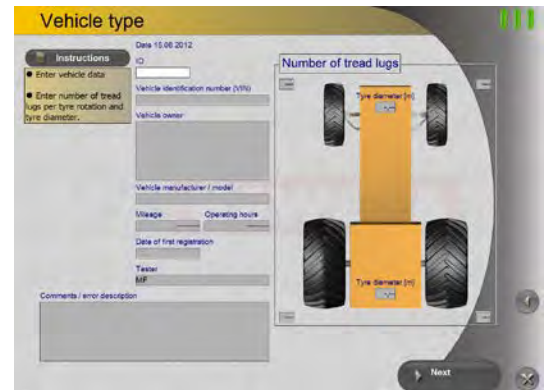 Vehicle type
Instructions
● Enter vehicle data
● Enter number of tread
lugs per tyre rotation and
tyre diameter.
Date 15.06.2012
ID
Vehicle identification number (VIN)
Vehicle owner
Vehicle manufacturer / model
Mileage
Operating hours
Date of first registration
Tester
MF
Comments / error description
Number of tread lugs
Tyre diameter [m]
Tyre diameter [m]
Next